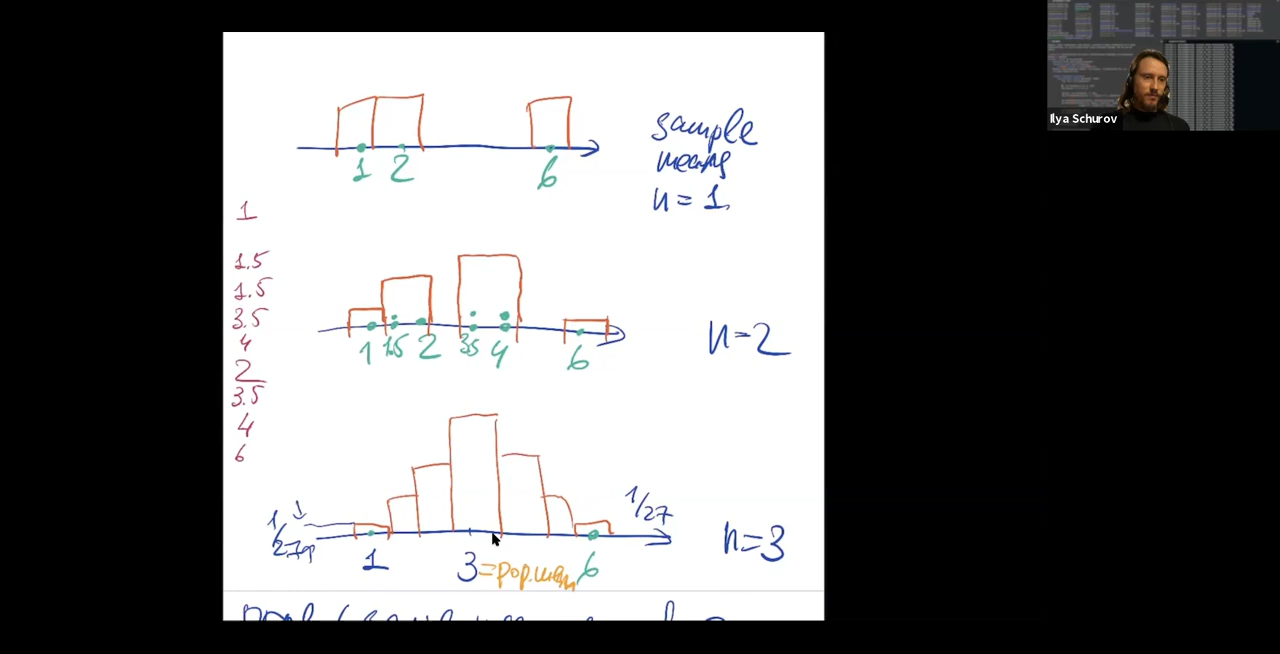 Ilya Schurov
1 2 6
sample
means
n = 1
1
1.5
1.5
3.5
4
2
3.5
4
6
1 1.5 2 3.5 4 6
n=2
1/27
1/27
1 3 = pop. mean 6
n=3